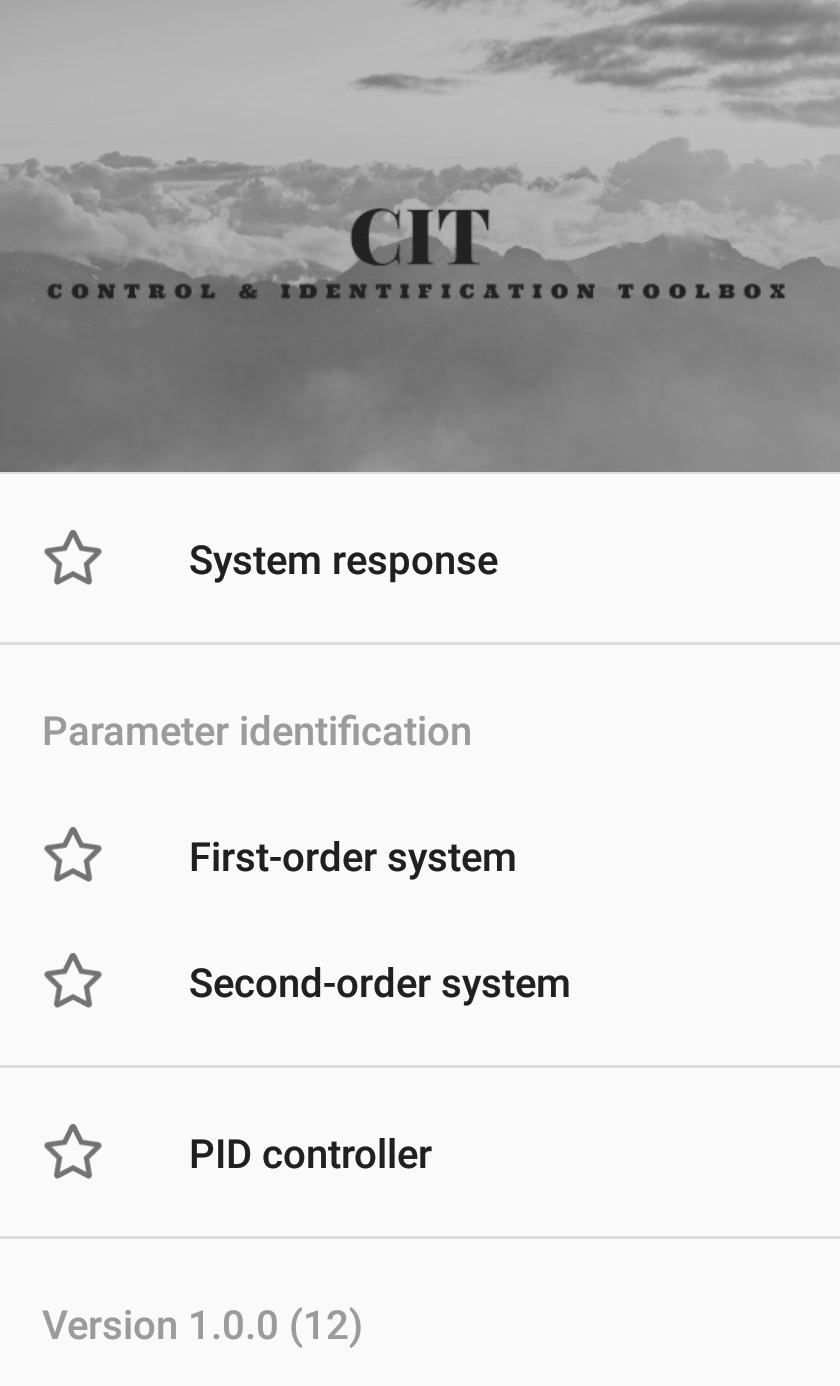 CIT
CONTROL & IDENTIFICATION TOOLBOX
System response
Parameter identification
First-order system
Second-order system
PID controller
Version 1.0.0 (12)